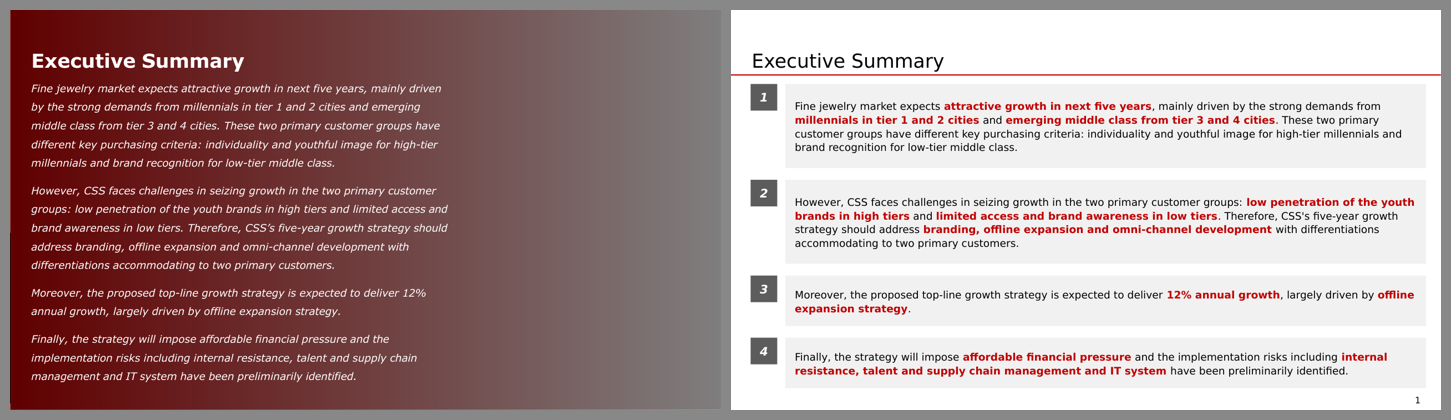 Executive Summary
Fine jewelry market expects attractive growth in next five years, mainly driven
by the strong demands from millennials in tier 1 and 2 cities and emerging
middle class from tier 3 and 4 cities. These two primary customer groups have
different key purchasing criteria: individuality and youthful image for high-tier
millennials and brand recognition for low-tier middle class.
However, CSS faces challenges in seizing growth in the two primary customer
groups: low penetration of the youth brands in high tiers and limited access and
brand awareness in low tiers. Therefore, CSS’s five-year growth strategy should
address branding, offline expansion and omni-channel development with
differentiations accommodating to two primary customers.
Moreover, the proposed top-line growth strategy is expected to deliver 12%
annual growth, largely driven by offline expansion strategy.
Finally, the strategy will impose affordable financial pressure and the
implementation risks including internal resistance, talent and supply chain
management and IT system have been preliminarily identified.
Executive Summary
1
Fine jewelry market expects attractive growth in next five years, mainly driven by the strong demands from
millennials in tier 1 and 2 cities and emerging middle class from tier 3 and 4 cities. These two primary
customer groups have different key purchasing criteria: individuality and youthful image for high-tier millennials and
brand recognition for low-tier middle class.
2
However, CSS faces challenges in seizing growth in the two primary customer groups: low penetration of the youth
brands in high tiers and limited access and brand awareness in low tiers. Therefore, CSS's five-year growth
strategy should address branding, offline expansion and omni-channel development with differentiations
accommodating to two primary customers.
3
Moreover, the proposed top-line growth strategy is expected to deliver 12% annual growth, largely driven by offline
expansion strategy.
4
Finally, the strategy will impose affordable financial pressure and the implementation risks including internal
resistance, talent and supply chain management and IT system have been preliminarily identified.
1